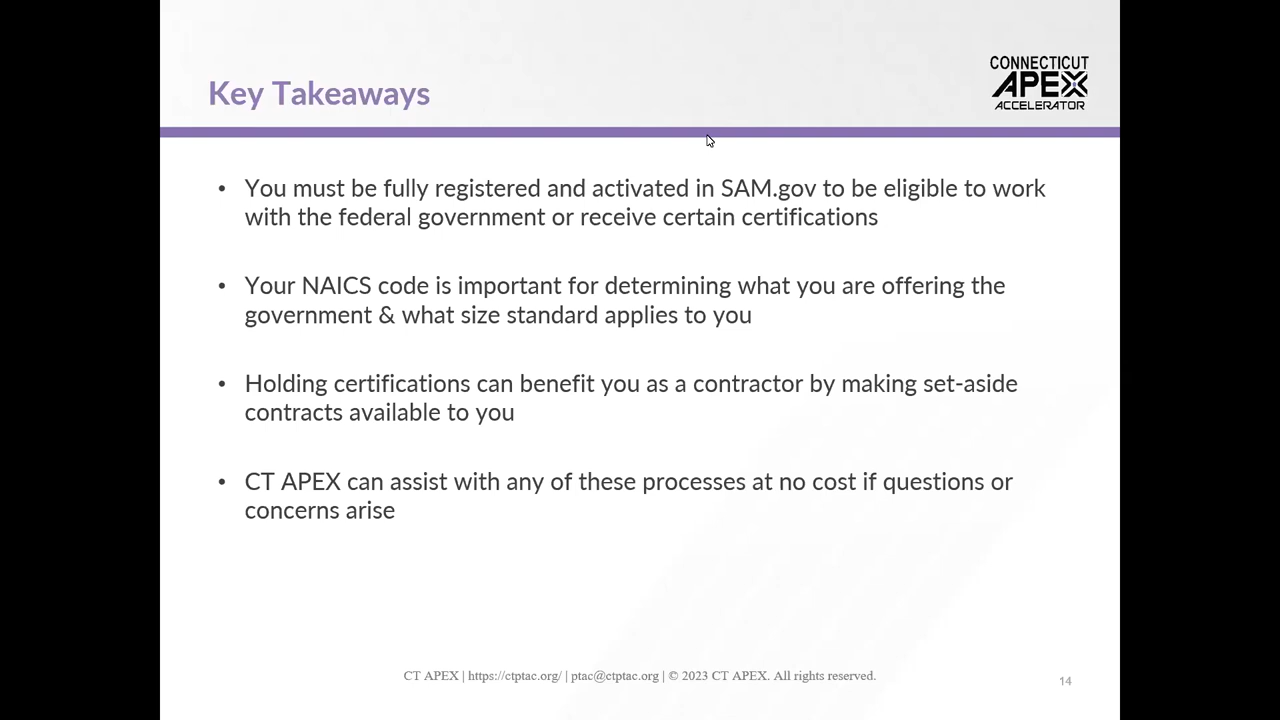 Key Takeaways
CONNECTICUT
APEX
ACCELERATOR
• You must be fully registered and activated in SAM.gov to be eligible to work
with the federal government or receive certain certifications
• Your NAICS code is important for determining what you are offering the
government & what size standard applies to you
• Holding certifications can benefit you as a contractor by making set-aside
contracts available to you
• CT APEX can assist with any of these processes at no cost if questions or
concerns arise
CT APEX | https://ctptac.org/ | ptac@ctptac.org | © 2023 CT APEX. All rights reserved.
14